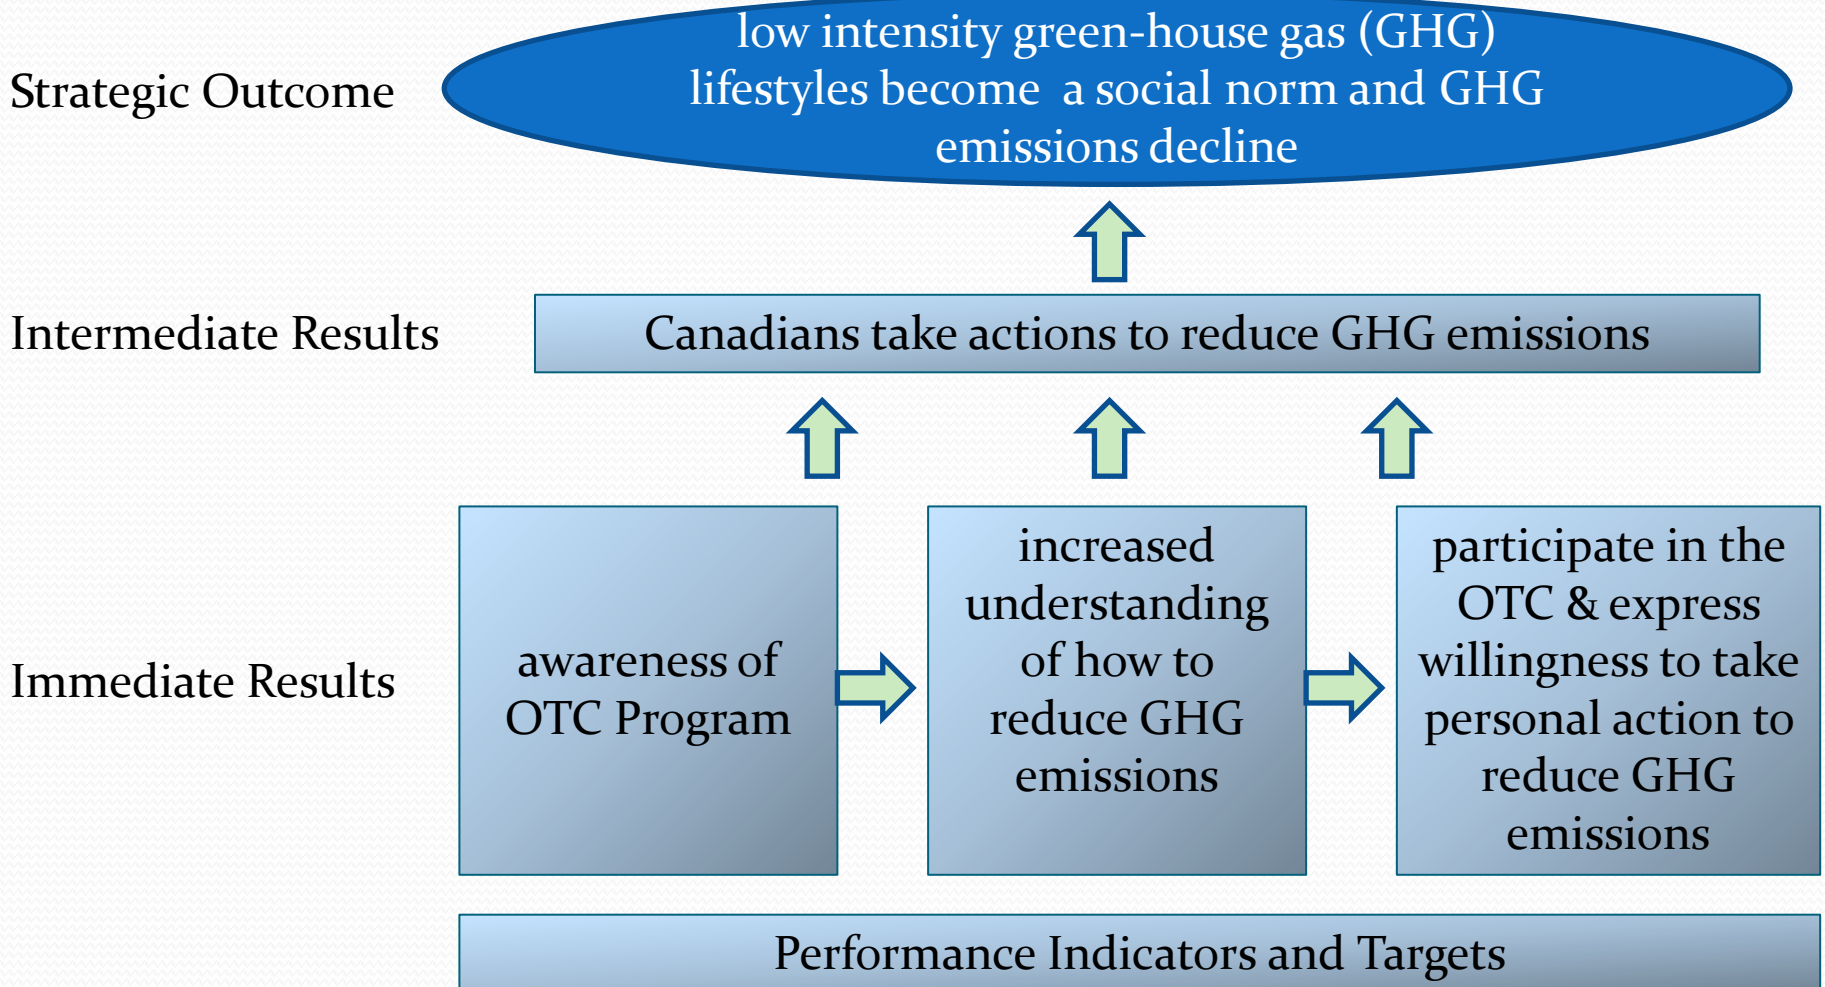 Strategic Outcome
low intensity green-house gas (GHG)
lifestyles become a social norm and GHG
emissions decline
Intermediate Results
Canadians take actions to reduce GHG emissions
Immediate Results
awareness of
OTC Program
increased
understanding
of how to
reduce GHG
emissions
participate in the
OTC & express
willingness to take
personal action to
reduce GHG
emissions
Performance Indicators and Targets